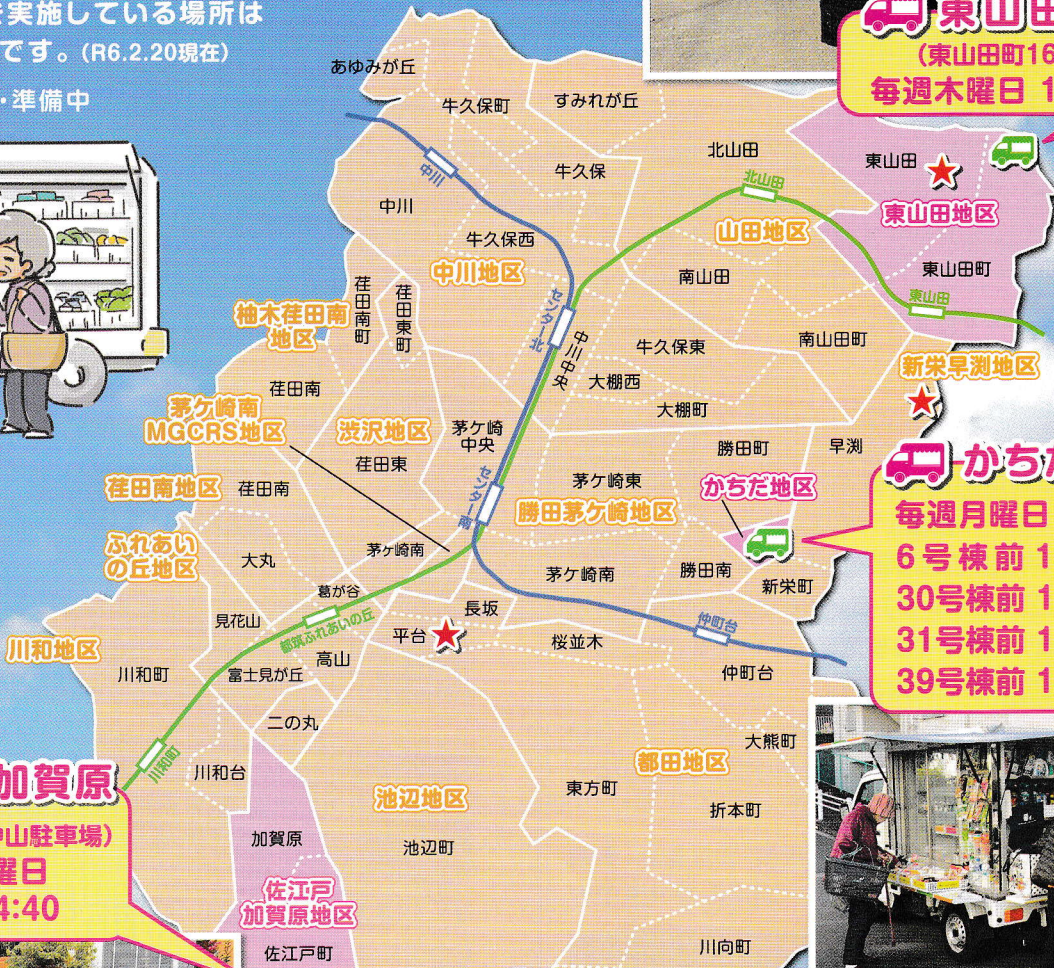 を実施している場所は
です。(R6.2.20現在)
・準備中
東山田
(東山田町16
毎週木曜日 1
あゆみが丘
牛久保町
すみれが丘
中川
牛久保
北山田
北山田
東山田
東山田地区
中川
牛久保西
山田地区
中川地区
南山田
東山田町
東山田
荏田南町
荏田東町
柚木荏田南
地区
センター北
中川中央
牛久保東
南山田町
新栄早渕地区
荏田南
大棚西
大棚町
茅ケ崎南
MGCRS地区
渋沢地区
茅ケ崎
中央
勝田町
早渕
荏田東
センター南
茅ケ崎東
かちだ地区
荏田南地区
荏田南
勝田茅ケ崎地区
かちだ
毎週月曜日
6号棟前 1
30号棟前 1
31号棟前 1
39号棟前 1
ふれあい
の丘地区
大丸
茅ケ崎南
茅ケ崎南
勝田南
新栄町
葛が谷
見花山
都筑ふれあいの丘
長坂
平台
桜並木
仲町台
川和地区
川和町
富士見が丘
高山
仲町台
二の丸
大熊町
川和町
川和台
都田地区
加賀原
中山駐車場)
曜日
4:40
池辺地区
東方町
折本町
加賀原
池辺町
佐江戸
加賀原地区
佐江戸町
川向町